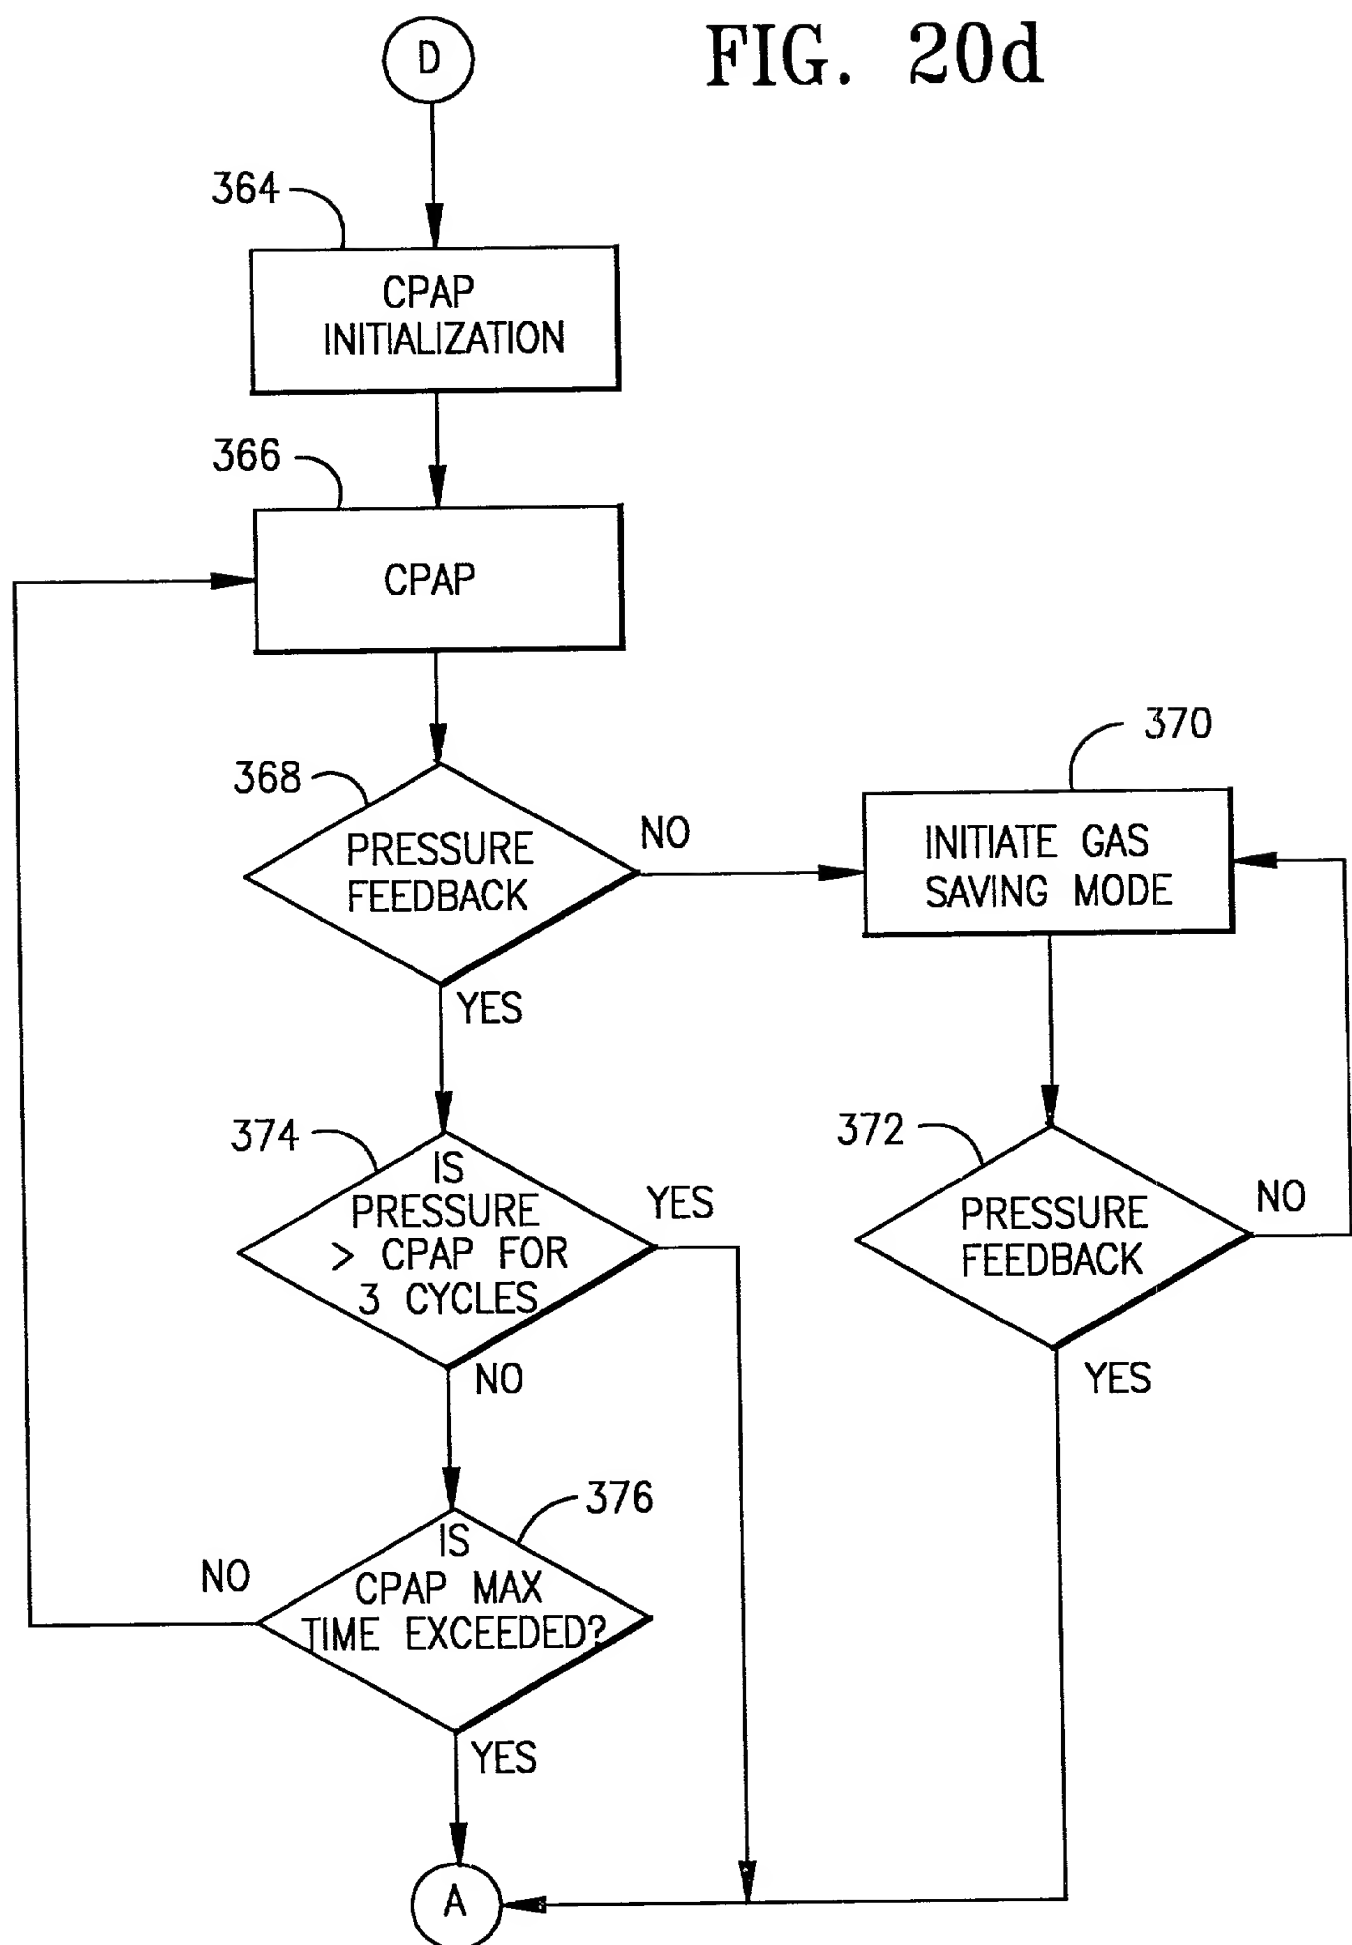 D
FIG. 20d
364
CPAP
INITIALIZATION
366
CPAP
368
PRESSURE
FEEDBACK
NO
YES
370
INITIATE GAS
SAVING MODE
372
PRESSURE
FEEDBACK
NO
YES
374
IS
PRESSURE
> CPAP FOR
3 CYCLES
YES
NO
376
IS
CPAP MAX
TIME EXCEEDED?
NO
YES
A